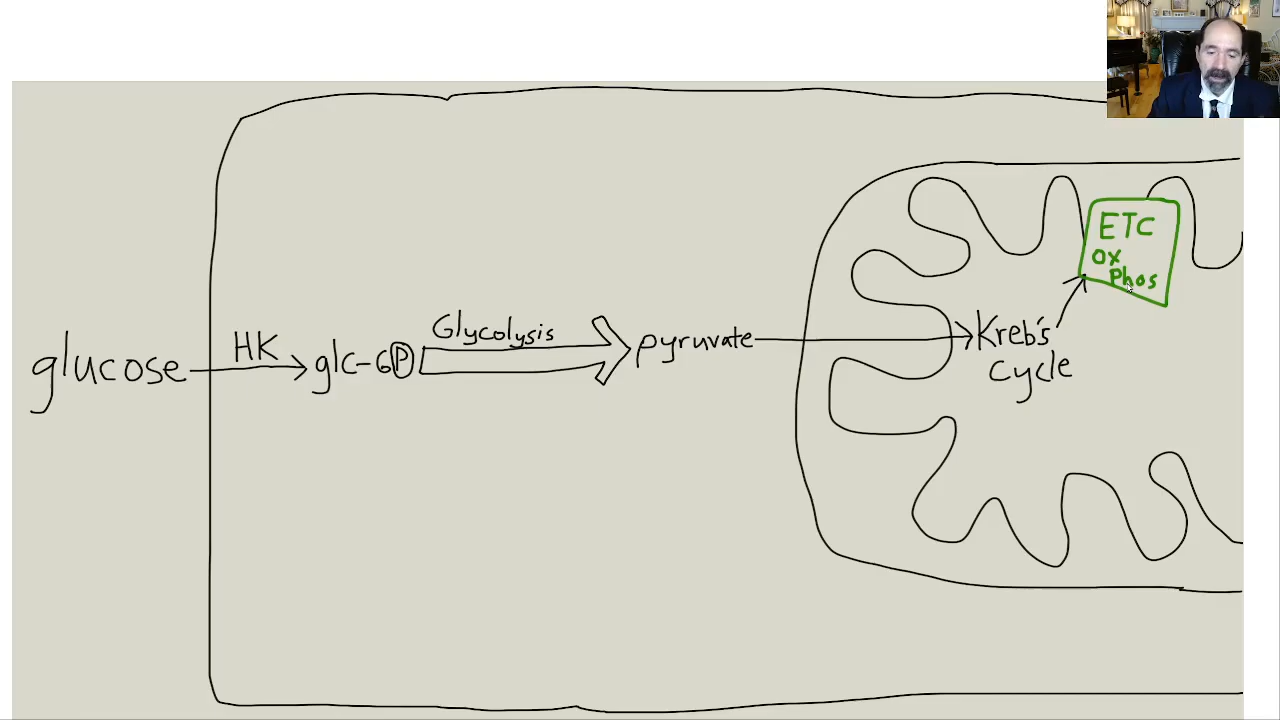 glucose
HK
glc-6P
Glycolysis
pyruvate
Kreb's
Cycle
ETC
OX
Phos